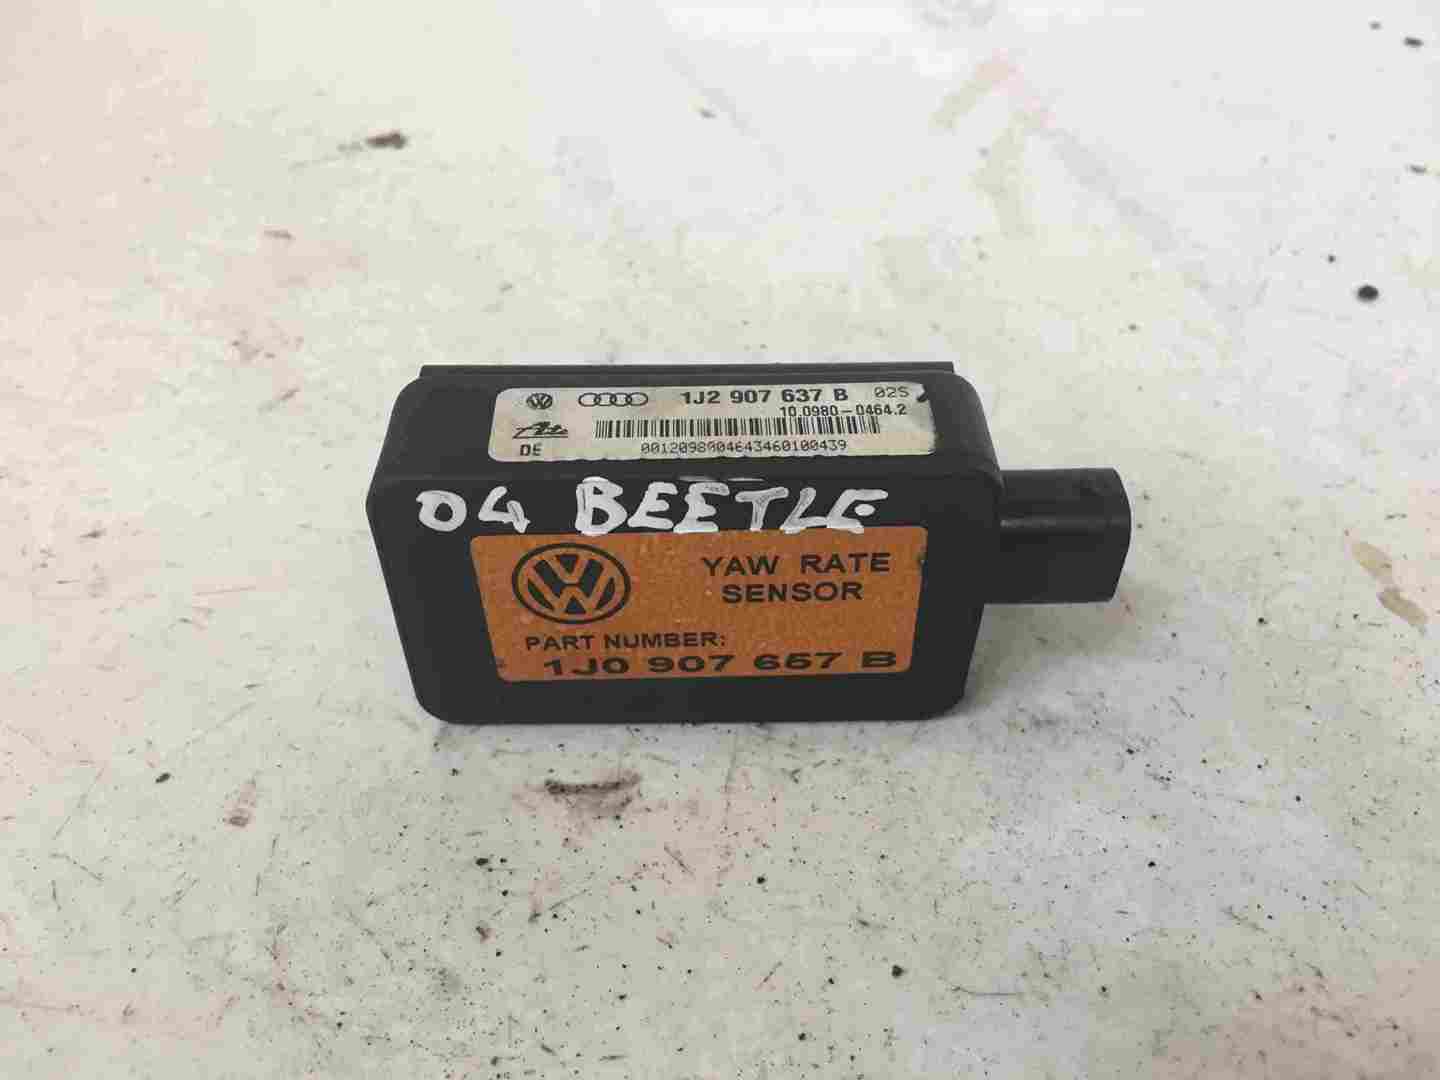 1J2 907 637 B 02S
10.0980-0464.2
Ate
DE 0012098004643460100439
04 BEETLE
YAW RATE
SENSOR
PART NUMBER:
1J0 907 657 B